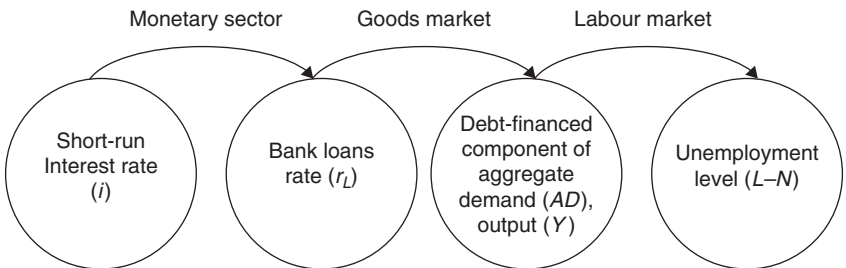 Monetary sector
Goods market
Labour market
Short-run
Interest rate
(i)
Bank loans
rate (r_L)
Debt-financed
component of
aggregate
demand (AD),
output (Y)
Unemployment
level (L–N)